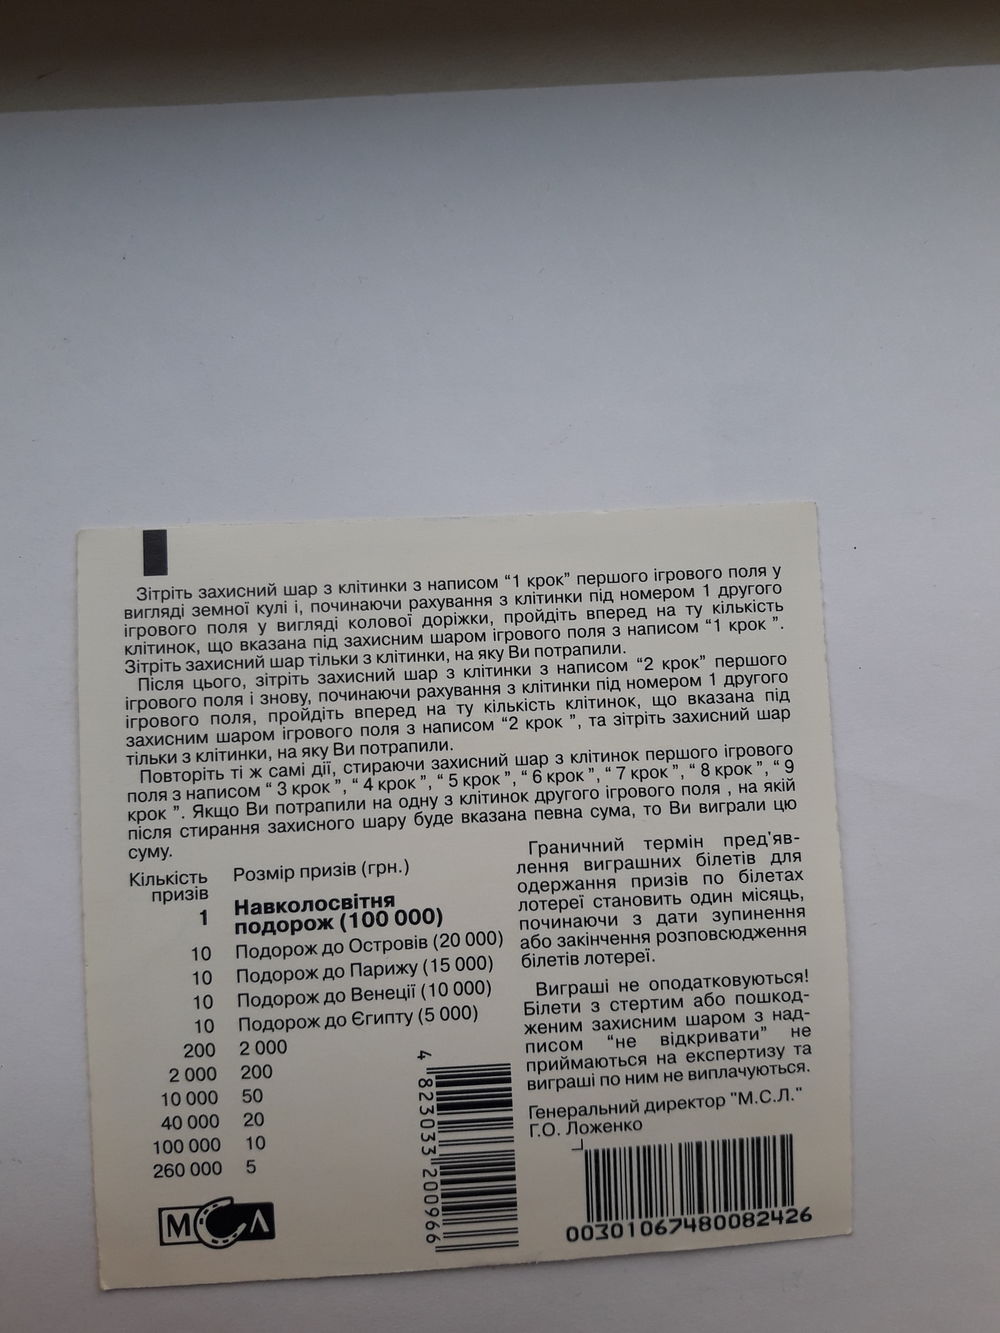 Зітріть захисний шар з клітинки з написом “1 крок” першого ігрового поля у
вигляді земної кулі і, починаючи рахування з клітинки під номером 1 другого
ігрового поля у вигляді колової доріжки, пройдіть вперед на ту кількість
клітинок, що вказана під захисним шаром ігрового поля з написом “1 крок ”.
Зітріть захисний шар тільки з клітинки, на яку Ви потрапили.
Після цього, зітріть захисний шар з клітинки з написом “2 крок” першого
ігрового поля і знову, починаючи рахування з клітинки під номером 1 другого
ігрового поля, пройдіть вперед на ту кількість клітинок, що вказана під
захисним шаром ігрового поля з написом “2 крок ”, та зітріть захисний шар
тільки з клітинки, на яку Ви потрапили.
Повторіть ті ж самі дії, стираючи захисний шар з клітинок першого ігрового
поля з написом “ 3 крок ”, “ 4 крок ”, “ 5 крок ”, “ 6 крок ”, “ 7 крок ”, “ 8 крок ”, “ 9
крок ”. Якщо Ви потрапили на одну з клітинок другого ігрового поля , на якій
після стирання захисного шару буде вказана певна сума, то Ви виграли цю
суму.
Кількість призів Розмір призів (грн.)
1 Навколосвітня
подорож (100 000)
10 Подорож до Островів (20 000)
10 Подорож до Парижу (15 000)
10 Подорож до Венеції (10 000)
10 Подорож до Єгипту (5 000)
200 2 000
2 000 200
10 000 50
40 000 20
100 000 10
260 000 5
Граничний термін пред'яв-
лення виграшних білетів для
одержання призів по білетах
лотереї становить один місяць,
починаючи з дати зупинення
або закінчення розповсюдження
білетів лотереї.
Виграші не оподатковуються!
Білети з стертим або пошкод-
женим захисним шаром з над-
писом “не відкривати” не
приймаються на експертизу та
виграші по ним не виплачуються.
Генеральний директор "М.С.Л."
Г.О. Ложенко
МСЛ
4 823033 200966
00301067480082426